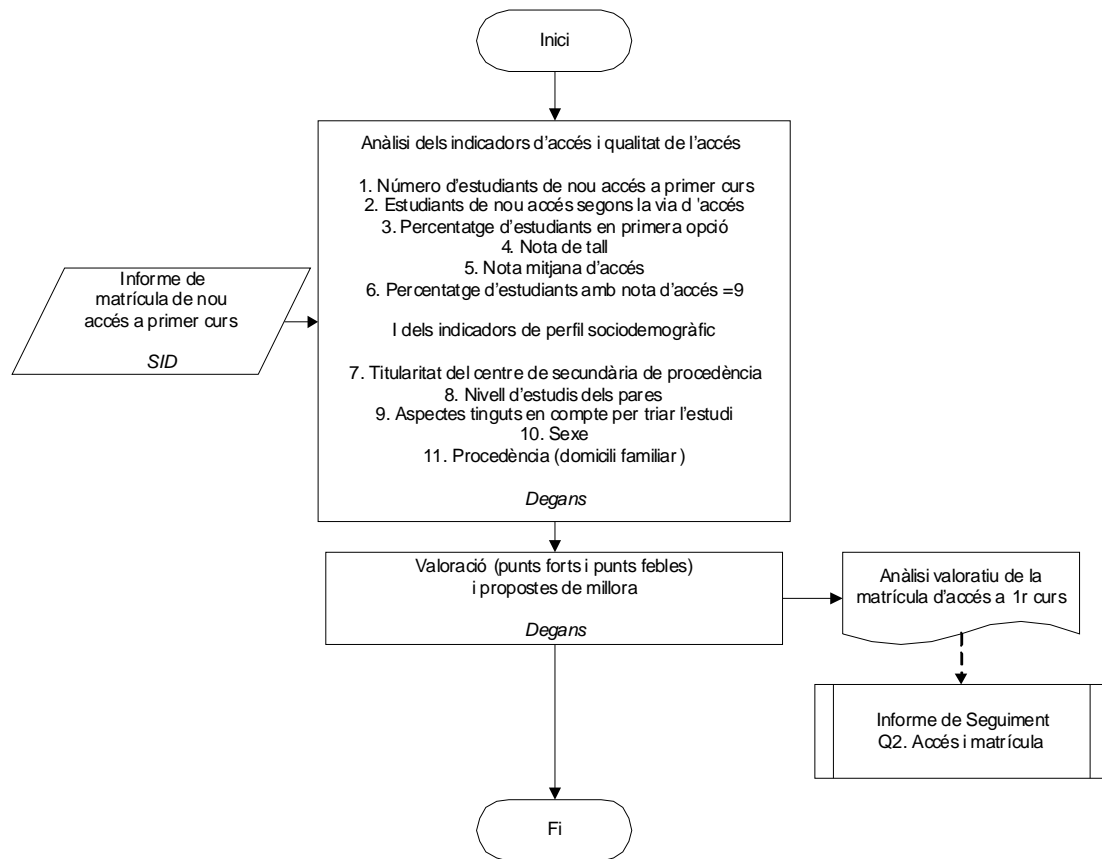 Inici
Anàlisi dels indicadors d'accés i qualitat de l'accés
1. Número d'estudiants de nou accés a primer curs
2. Estudiants de nou accés segons la via d 'accés
3. Percentatge d'estudiants en primera opció
4. Nota de tall
5. Nota mitjana d'accés
6. Percentatge d'estudiants amb nota d'accés =9
I dels indicadors de perfil sociodemogràfic
7. Titularitat del centre de secundària de procedència
8. Nivell d'estudis dels pares
9. Aspectes tinguts en compte per triar l'estudi
10. Sexe
11. Procedència (domicili familiar )
Degans
Informe de
matrícula de nou
accés a primer curs
SID
Valoració (punts forts i punts febles)
i propostes de millora
Degans
Anàlisi valoratiu de la
matrícula d'accés a 1r curs
Informe de Seguiment
Q2. Accés i matrícula
Fi